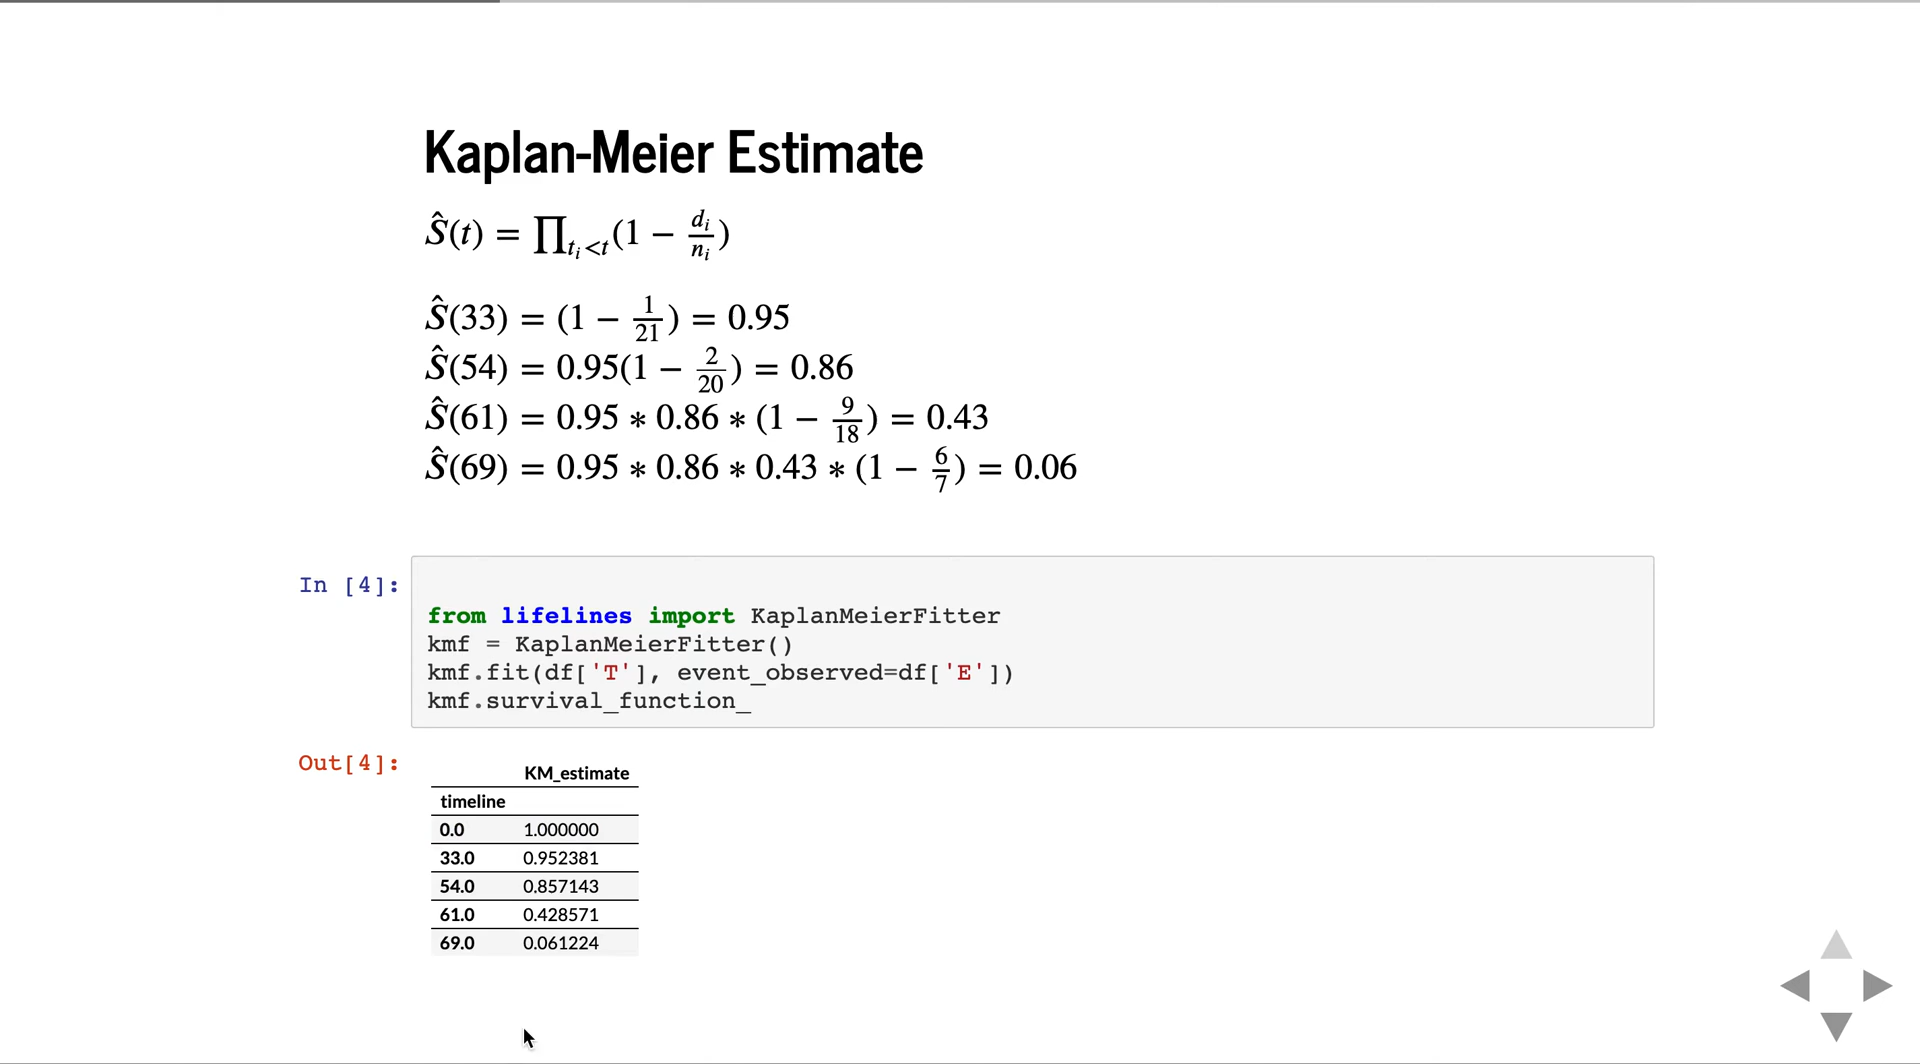 Kaplan-Meier Estimate
Ŝ(t) = ∏_{t_i<t}(1 − d_i/n_i)
Ŝ(33) = (1 − 1/21) = 0.95
Ŝ(54) = 0.95(1 − 2/20) = 0.86
Ŝ(61) = 0.95 ∗ 0.86 ∗ (1 − 9/18) = 0.43
Ŝ(69) = 0.95 ∗ 0.86 ∗ 0.43 ∗ (1 − 6/7) = 0.06
In [4]:
from lifelines import KaplanMeierFitter
kmf = KaplanMeierFitter()
kmf.fit(df['T'], event_observed=df['E'])
kmf.survival_function_
Out[4]:
KM_estimate
timeline
0.0 1.000000
33.0 0.952381
54.0 0.857143
61.0 0.428571
69.0 0.061224